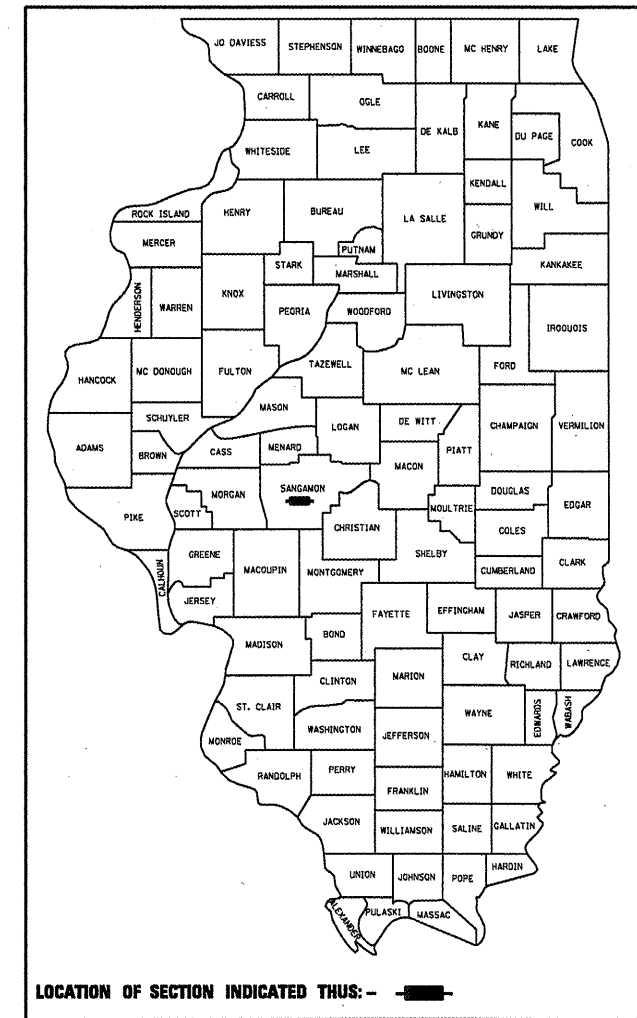 JO DAVIESS STEPHENSON WINNEBAGO BOONE MC HENRY LAKE
CARROLL OGLE DE KALB KANE DU PAGE COOK
WHITESIDE LEE
KENDALL WILL
ROCK ISLAND HENRY BUREAU LA SALLE GRUNDY
MERCER PUTNAM
STARK MARSHALL KANKAKEE
HENDERSON WARREN KNOX PEORIA WOODFORD LIVINGSTON IROQUOIS
HANCOCK MC DONOUGH FULTON TAZEWELL MC LEAN FORD
MASON
SCHUYLER LOGAN DE WITT CHAMPAIGN VERMILION
ADAMS BROWN CASS MENARD MACON PIATT
SANGAMON DOUGLAS
PIKE SCOTT MORGAN CHRISTIAN MOULTRIE COLES EDGAR
GREENE MACOUPIN MONTGOMERY SHELBY CUMBERLAND CLARK
CALHOUN JERSEY
FAYETTE EFFINGHAM JASPER CRAWFORD
MADISON BOND
CLINTON MARION CLAY RICHLAND LAWRENCE
ST. CLAIR WASHINGTON WAYNE EDWARDS WABASH
MONROE JEFFERSON
RANDOLPH PERRY HAMILTON WHITE
FRANKLIN
JACKSON WILLIAMSON SALINE GALLATIN
UNION JOHNSON POPE HARDIN
ALEXANDER PULASKI MASSAC
LOCATION OF SECTION INDICATED THUS: –